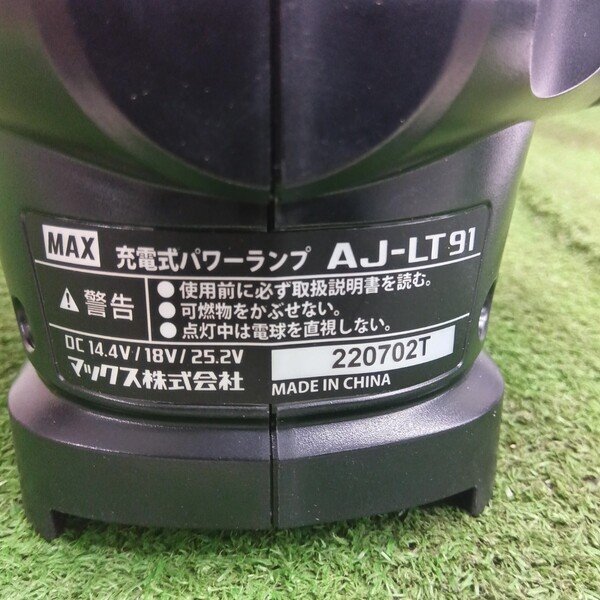 MAX 充電式パワーランプ AJ-LT91
警告
●使用前に必ず取扱説明書を読む。
●可燃物をかぶせない。
●点灯中は電球を直視しない。
DC 14.4V/18V/25.2V
220702T
マックス株式会社
MADE IN CHINA